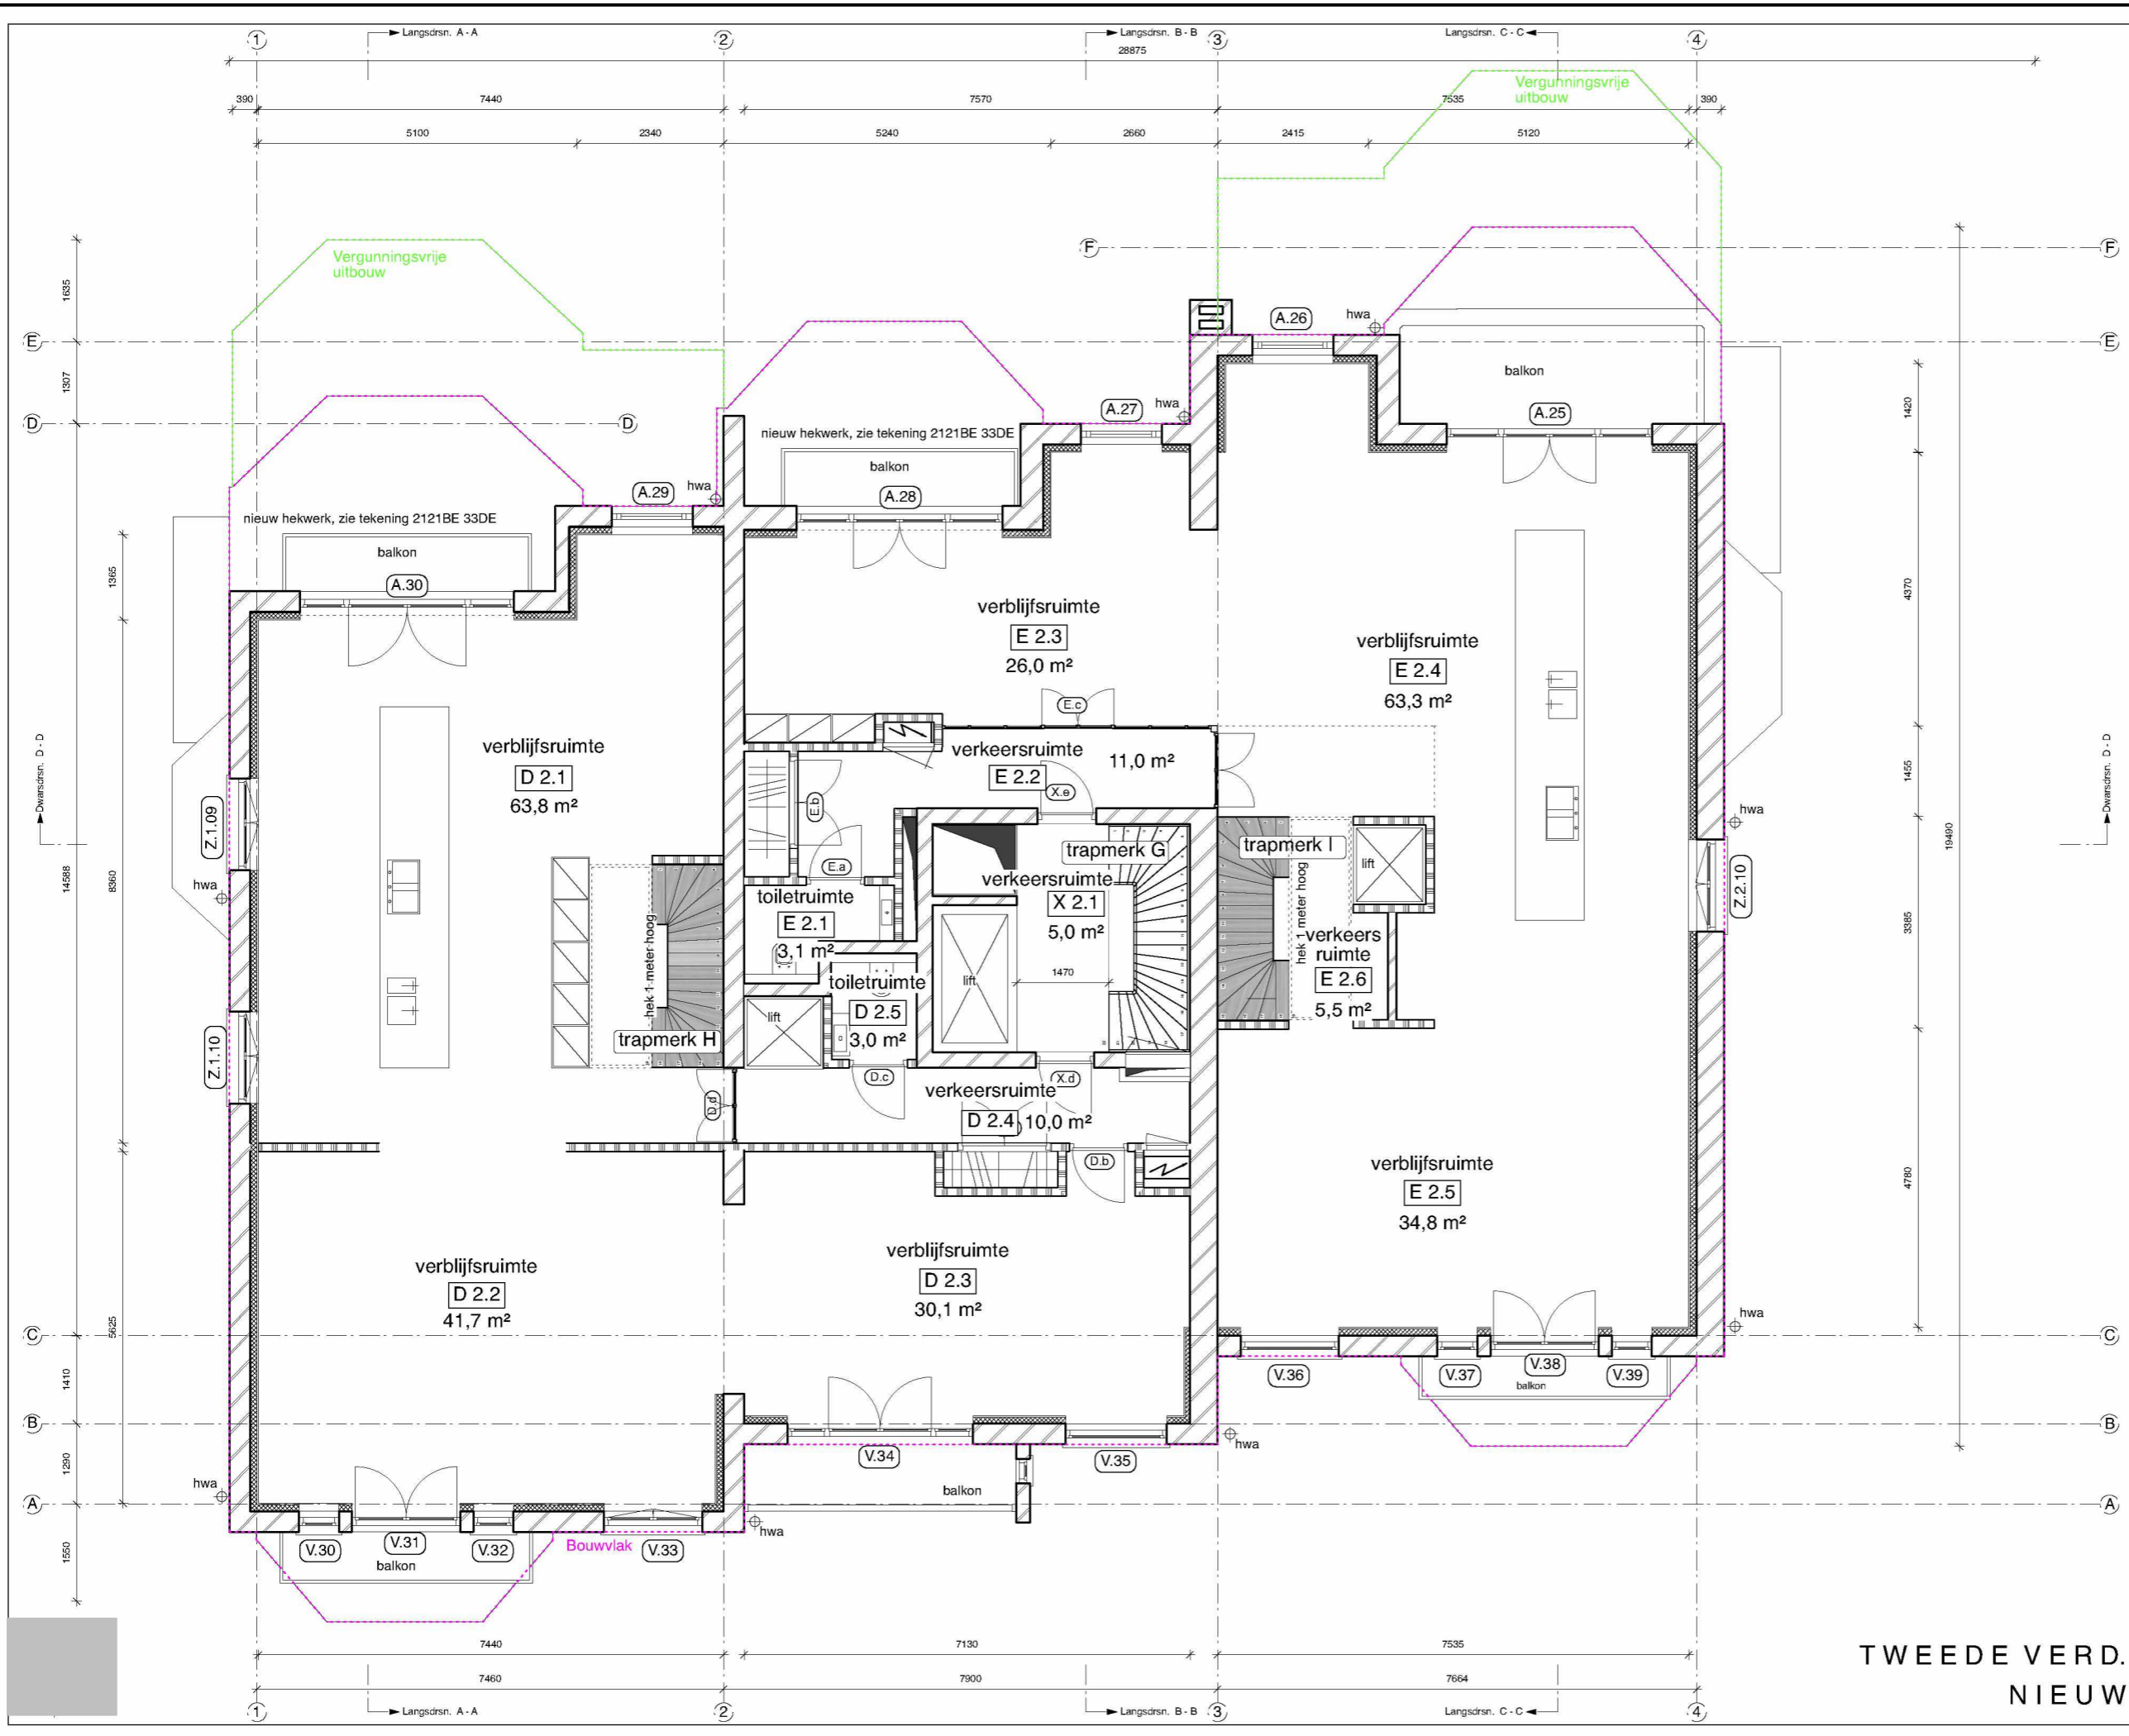 1
Langsdrsn. A - A
2
Langsdrsn. B - B
3
Langsdrsn. C - C
4
28875
390
7440
7570
7535
390
5100
2340
5240
2660
2415
5120
Vergunningsvrije
uitbouw
Vergunningsvrije
uitbouw
F
F
E
E
D
D
1635
1307
14588
1410
1290
1550
1365
8360
5625
1420
4370
1455
3385
4780
19490
Dwarsdrsn. D - D
Dwarsdrsn. D - D
A.26
hwa
balkon
A.25
A.27
hwa
nieuw hekwerk, zie tekening 2121BE 33DE
balkon
A.28
A.29
hwa
nieuw hekwerk, zie tekening 2121BE 33DE
balkon
A.30
verblijfsruimte
E 2.3
26,0 m²
verblijfsruimte
E 2.4
63,3 m²
E.c
verblijfsruimte
D 2.1
63,8 m²
verkeersruimte
E 2.2
11,0 m²
X.e
E.b
E.a
Z.1.09
hwa
Z.1.10
hwa
Z.2.10
trapmerk G
verkeersruimte
X 2.1
5,0 m²
1470
lift
trapmerk I
hek 1 meter hoog
lift
verkeers
ruimte
E 2.6
5,5 m²
toiletruimte
E 2.1
3,1 m²
toiletruimte
D 2.5
3,0 m²
lift
hek 1 meter hoog
trapmerk H
D.c
X.d
D.d
verkeersruimte
D 2.4
10,0 m²
D.b
verblijfsruimte
E 2.5
34,8 m²
verblijfsruimte
D 2.2
41,7 m²
verblijfsruimte
D 2.3
30,1 m²
hwa
C
C
V.36
V.37
V.38
V.39
balkon
B
B
hwa
V.34
V.35
balkon
hwa
A
A
hwa
V.30
V.31
V.32
Bouwvlak
V.33
balkon
7440
7130
7535
7460
7900
7664
1
Langsdrsn. A - A
2
Langsdrsn. B - B
3
Langsdrsn. C - C
4
TWEEDE VERD.
NIEUW